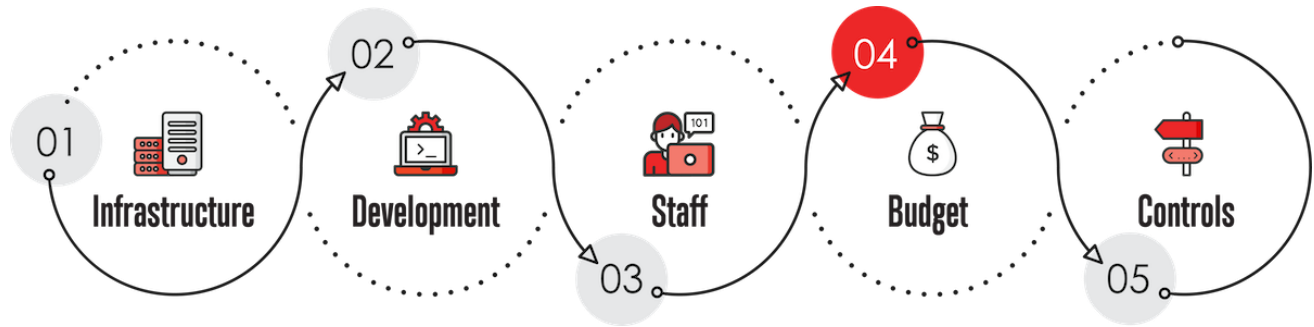 01
Infrastructure
02
Development
03
101
Staff
04
$
Budget
05
Controls